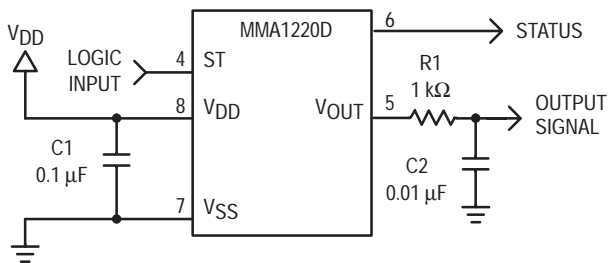 VDD
LOGIC
INPUT
4
ST
MMA1220D
6
STATUS
R1
1 kΩ
8
VDD
VOUT
5
OUTPUT
SIGNAL
C1
0.1 µF
C2
0.01 µF
7
VSS